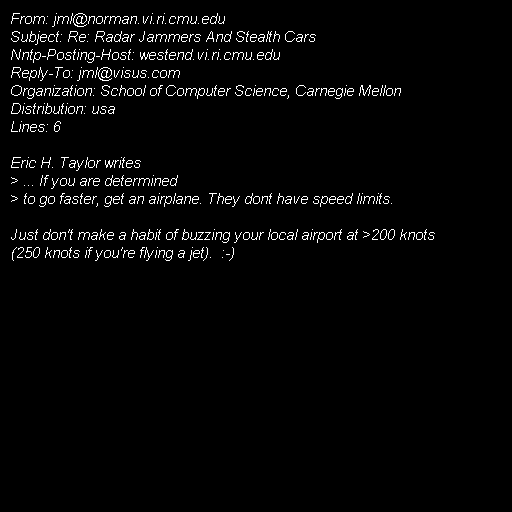 From: jml@norman.vi.ri.cmu.edu
Subject: Re: Radar Jammers And Stealth Cars
Nntp-Posting-Host: westend.vi.ri.cmu.edu
Reply-To: jml@visus.com
Organization: School of Computer Science, Carnegie Mellon
Distribution: usa
Lines: 6

Eric H. Taylor writes
> ... If you are determined
> to go faster, get an airplane. They dont have speed limits.

Just don't make a habit of buzzing your local airport at >200 knots
(250 knots if you're flying a jet).  :-)